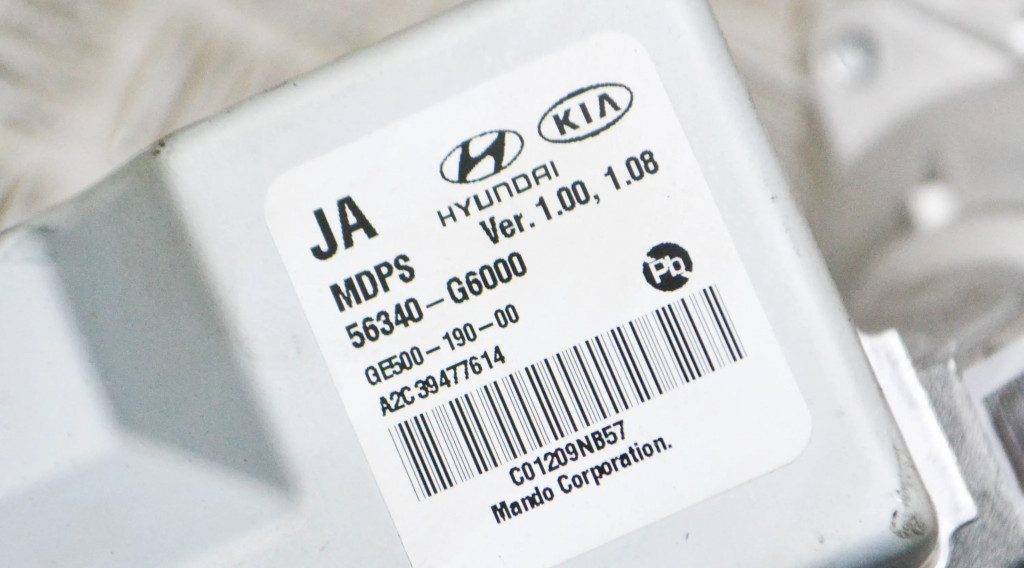 JA
HYUNDAI
KIA
MDPS
Ver. 1.00, 1.08
56340-G6000
GE500-190-00
A2C39477614
Pb
C01209NB57
Mando Corporation.